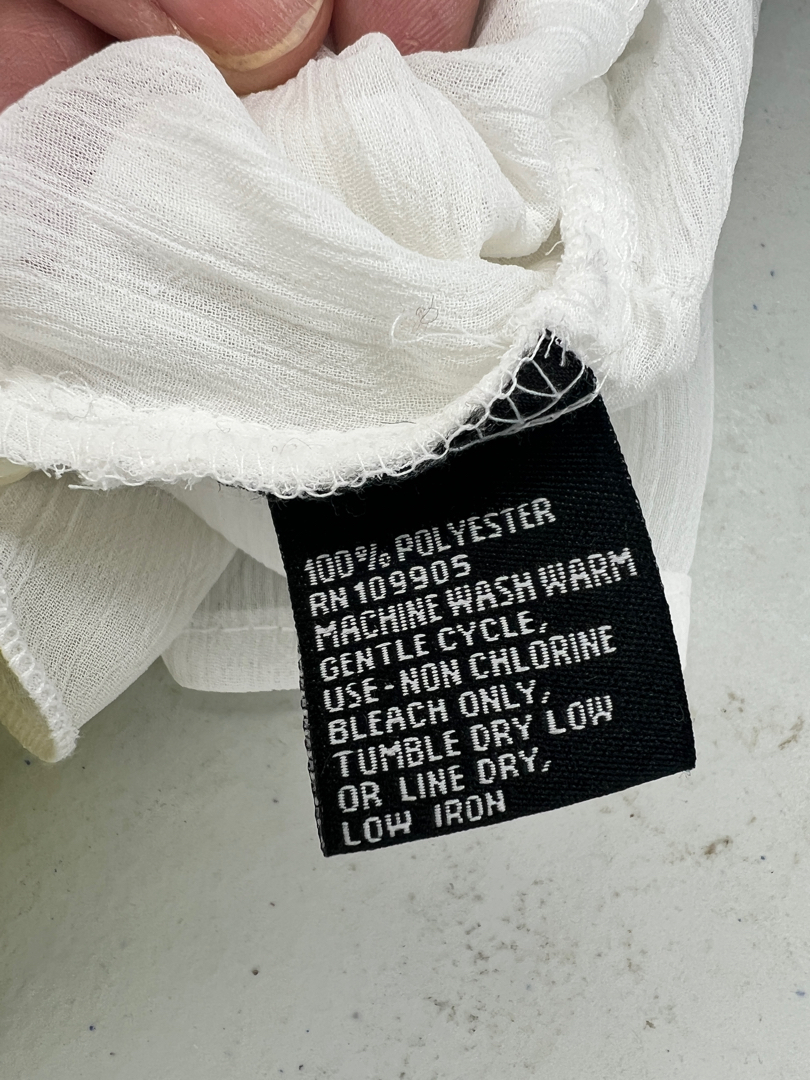 100% POLYESTER
RN 109905
MACHINE WASH WARM
GENTLE CYCLE,
USE-NON CHLORINE
BLEACH ONLY,
TUMBLE DRY LOW
OR LINE DRY,
LOW IRON